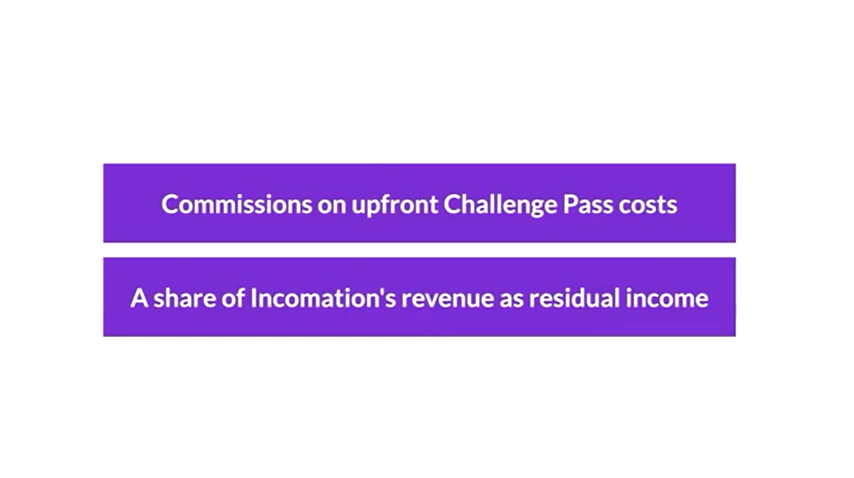 Commissions on upfront Challenge Pass costs
A share of Incomation's revenue as residual income